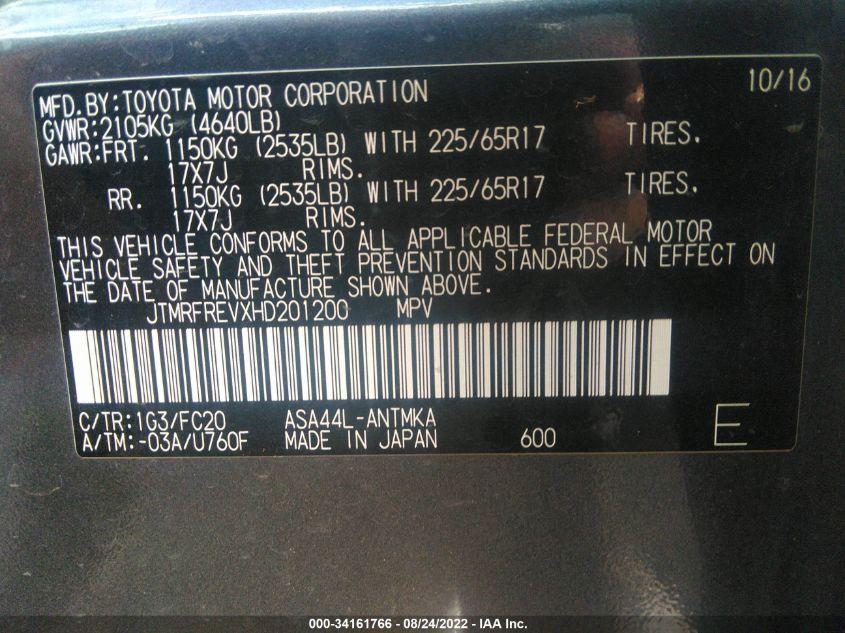 10/16
MFD.BY:TOYOTA MOTOR CORPORATION
GVWR:2105KG (4640LB)
GAWR:FRT. 1150KG (2535LB) WITH 225/65R17 TIRES.
17X7J RIMS.
RR. 1150KG (2535LB) WITH 225/65R17 TIRES.
17X7J RIMS.
THIS VEHICLE CONFORMS TO ALL APPLICABLE FEDERAL MOTOR
VEHICLE SAFETY AND THEFT PREVENTION STANDARDS IN EFFECT ON
THE DATE OF MANUFACTURE SHOWN ABOVE.
JTMRFREVXHD201200 MPV
C/TR:1G3/FC20 ASA44L-ANTMKA
A/TM:-03A/U760F MADE IN JAPAN 600 E
000-34161766 - 08/24/2022 - IAA Inc.